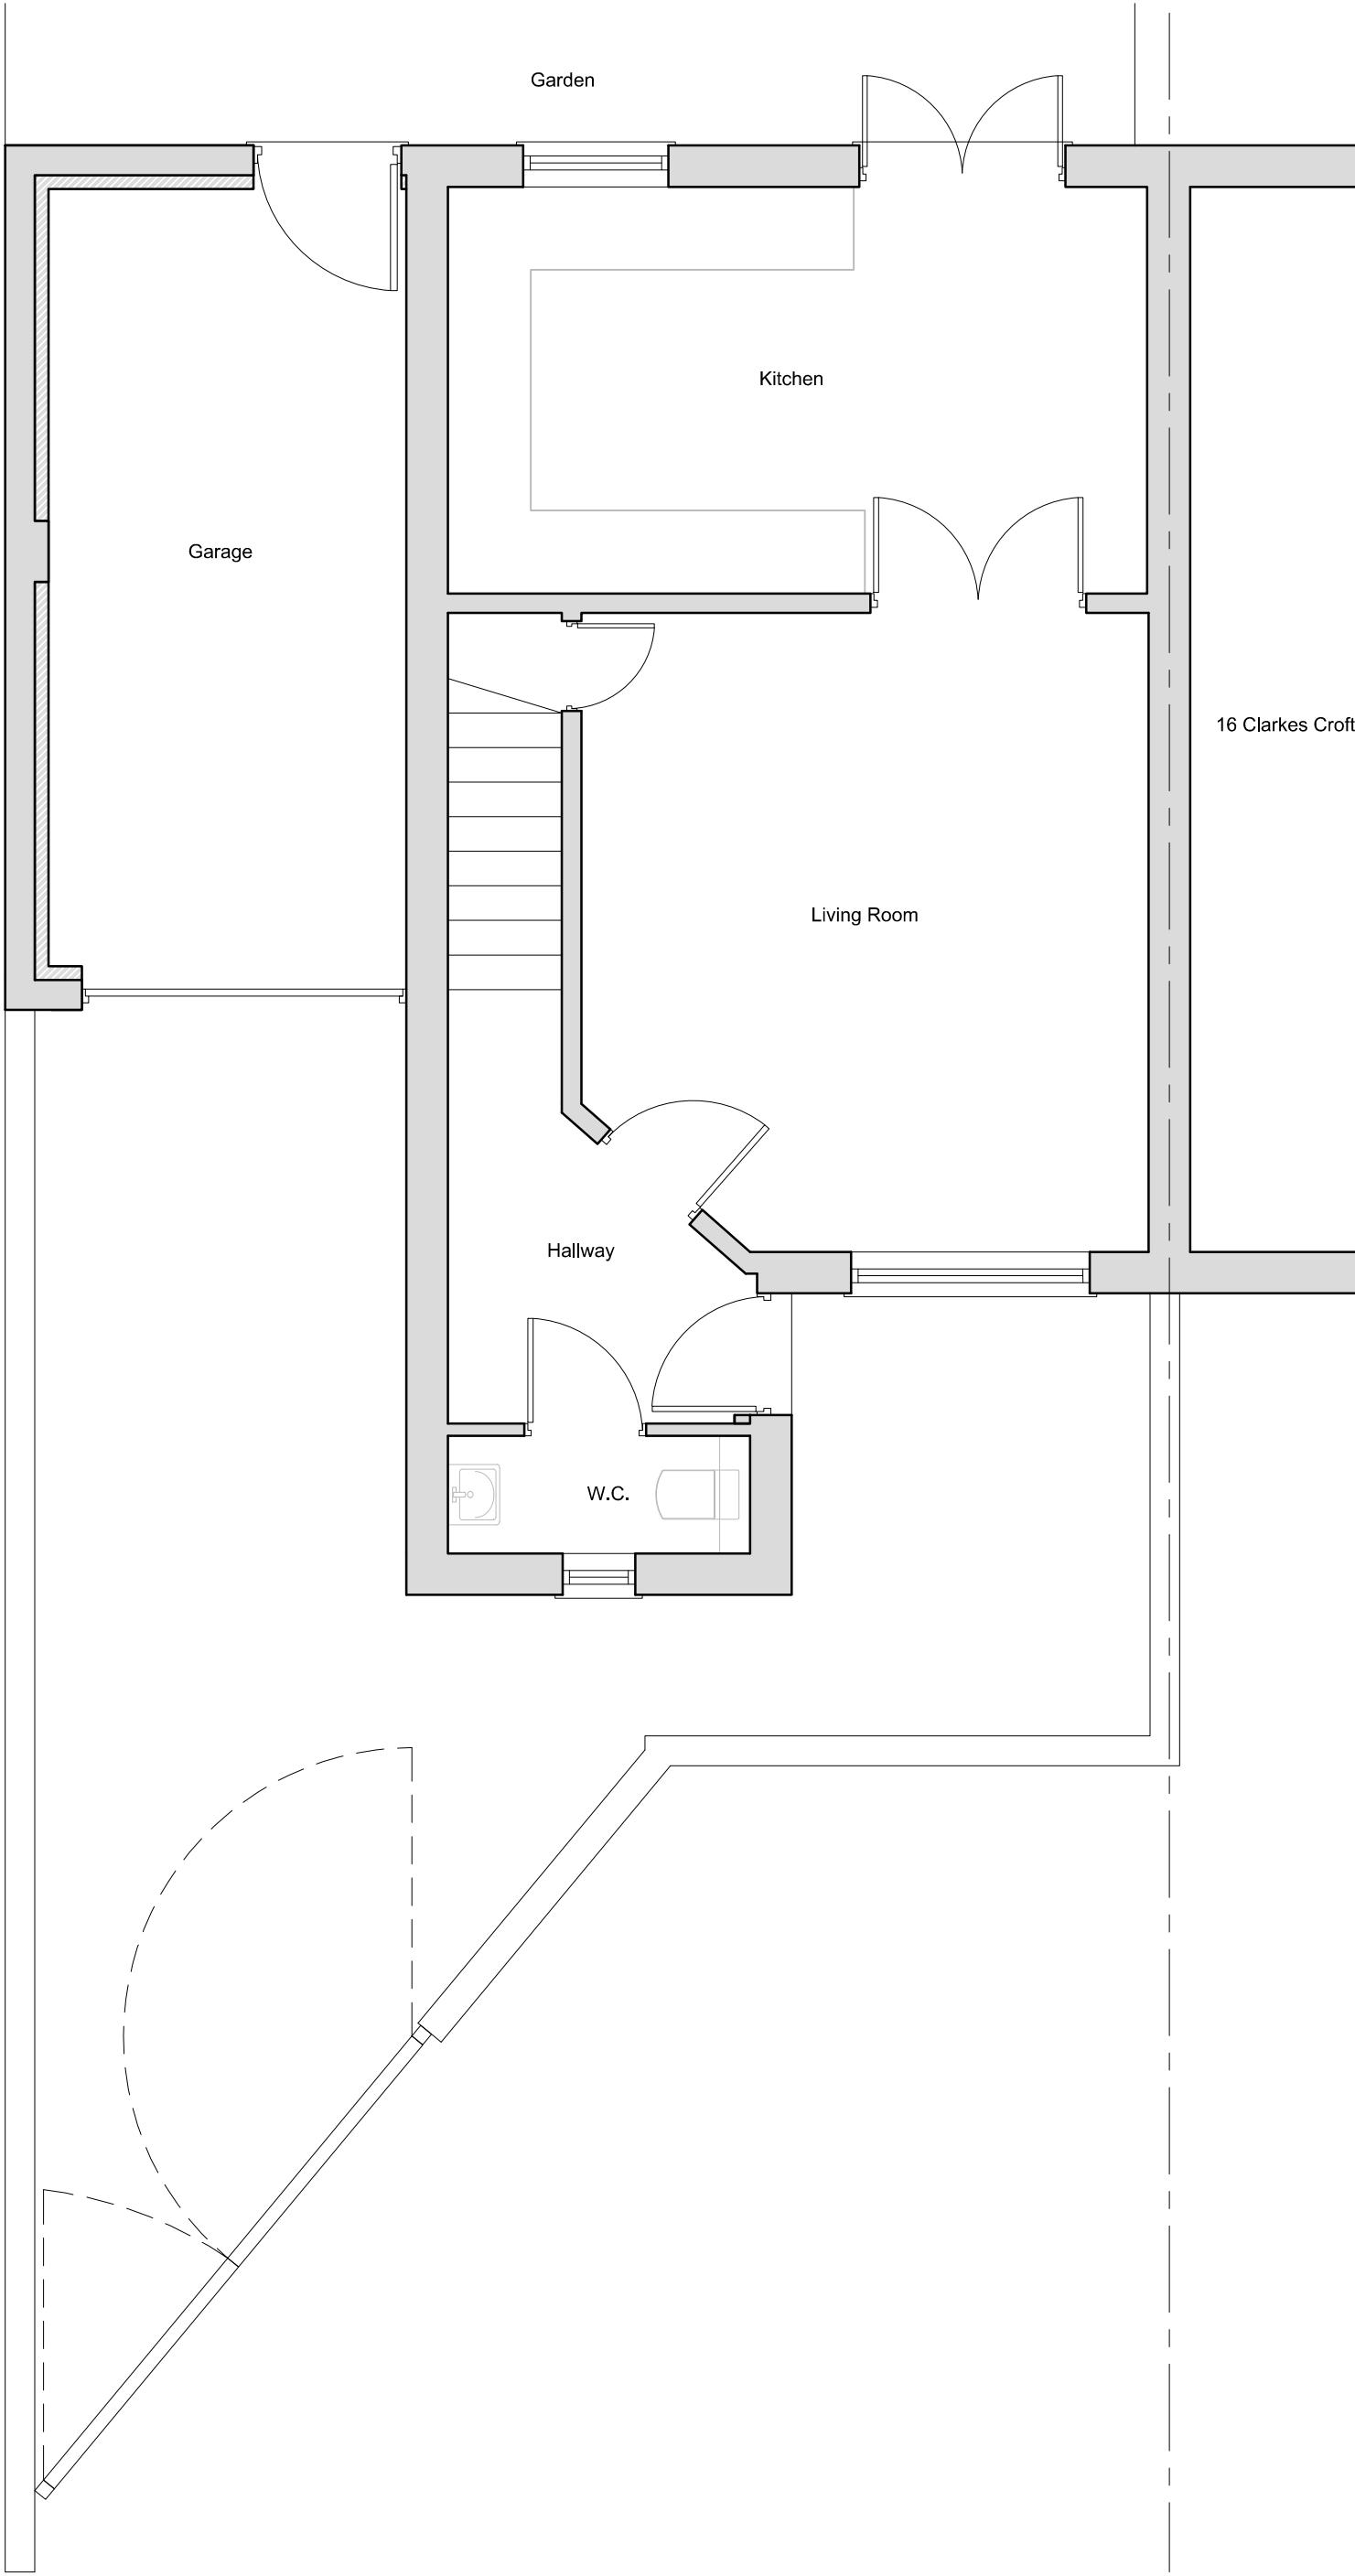 Garden
Kitchen
Garage
16 Clarkes Croft
Living Room
Hallway
W.C.